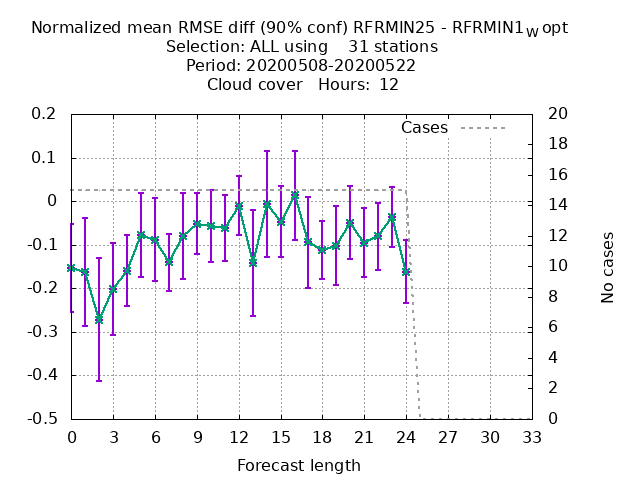 Normalized mean RMSE diff (90% conf) RFRMIN25 - RFRMIN1W opt
Selection: ALL using 31 stations
Period: 20200508-20200522
Cloud cover Hours: 12
Cases
0.2
0.1
0
-0.1
-0.2
-0.3
-0.4
-0.5
20
18
16
14
12
10
8
6
4
2
0
No cases
0 3 6 9 12 15 18 21 24 27 30 33
Forecast length